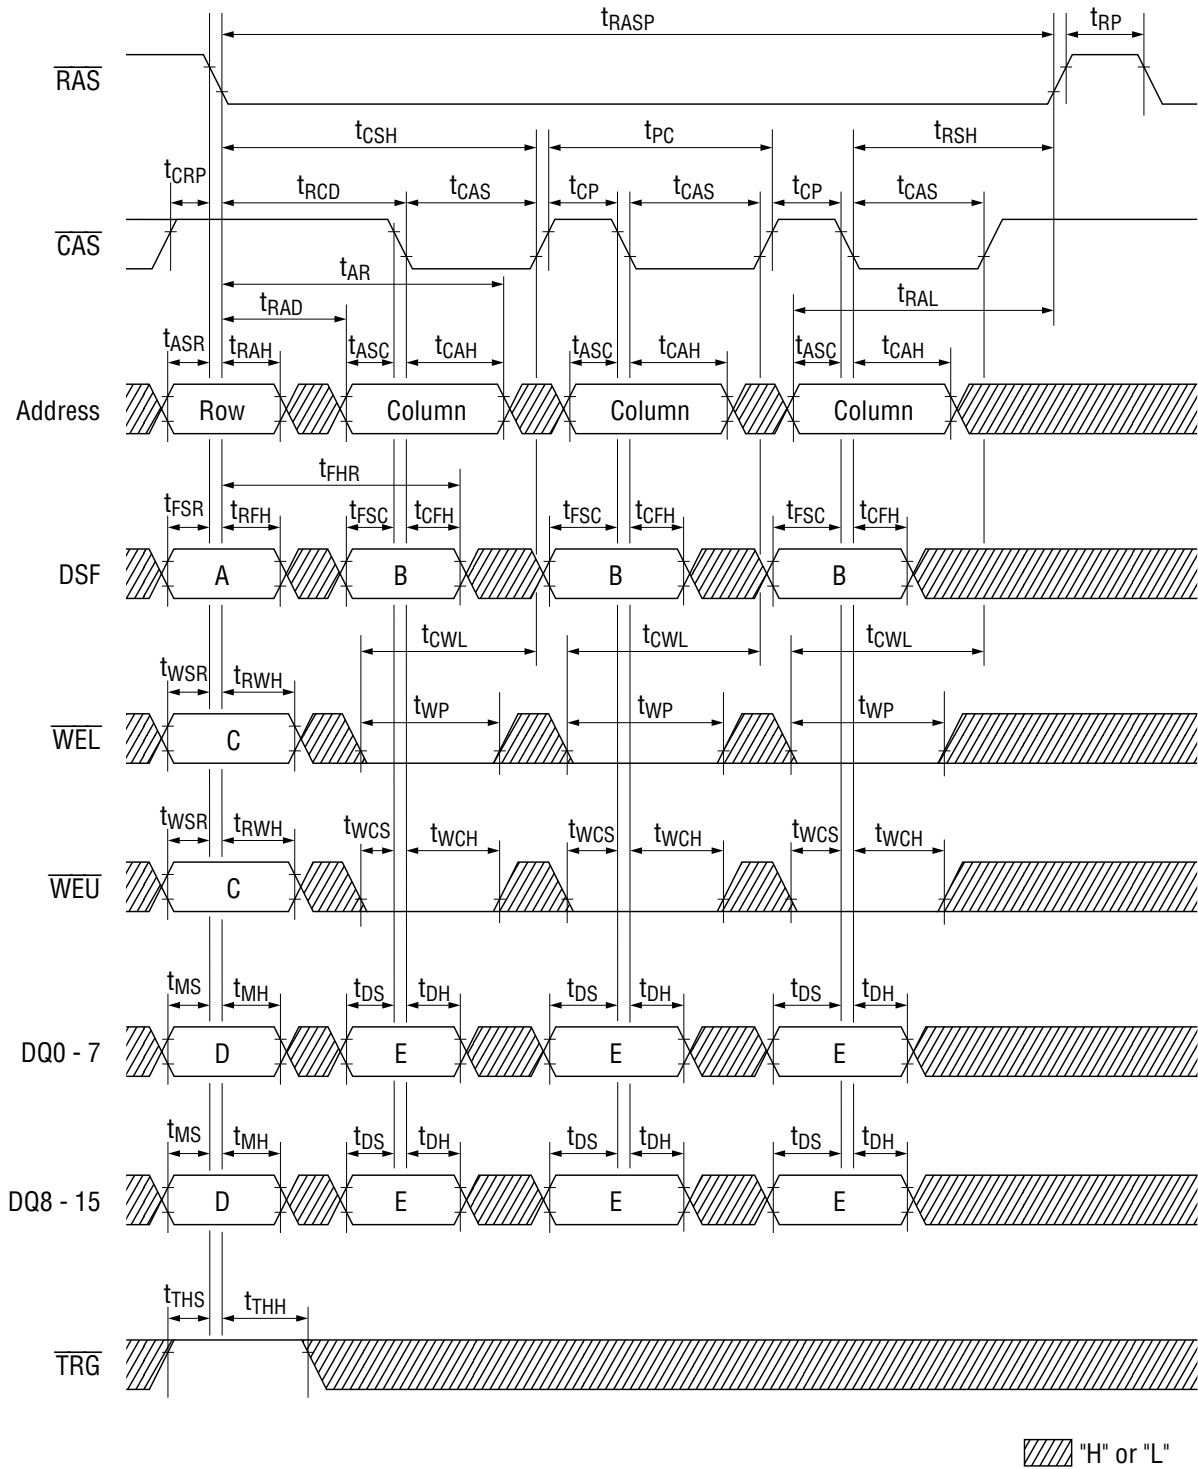 tRASP tRP
RAS
tCSH tPC tRSH
tCRP tRCD tCAS tCP tCAS tCP tCAS
CAS
tAR
tRAD tRAL
tASR tRAH tASC tCAH tASC tCAH tASC tCAH
Address Row Column Column Column
tFHR
tFSR tRFH tFSC tCFH tFSC tCFH tFSC tCFH
DSF A B B B
tCWL tCWL tCWL
tWSR tRWH tWP tWP tWP
WEL C
tWSR tRWH tWCS tWCH tWCS tWCH tWCS tWCH
WEU C
tMS tMH tDS tDH tDS tDH tDS tDH
DQ0 - 7 D E E E
tMS tMH tDS tDH tDS tDH tDS tDH
DQ8 - 15 D E E E
tTHS tTHH
TRG
"H" or "L"